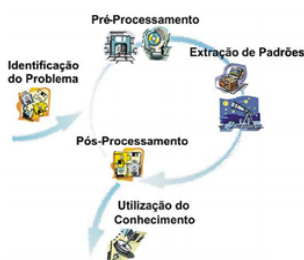 Pré-Processamento
Identificação
do Problema
Extração de Padrões
Pós-Processamento
Utilização do
Conhecimento